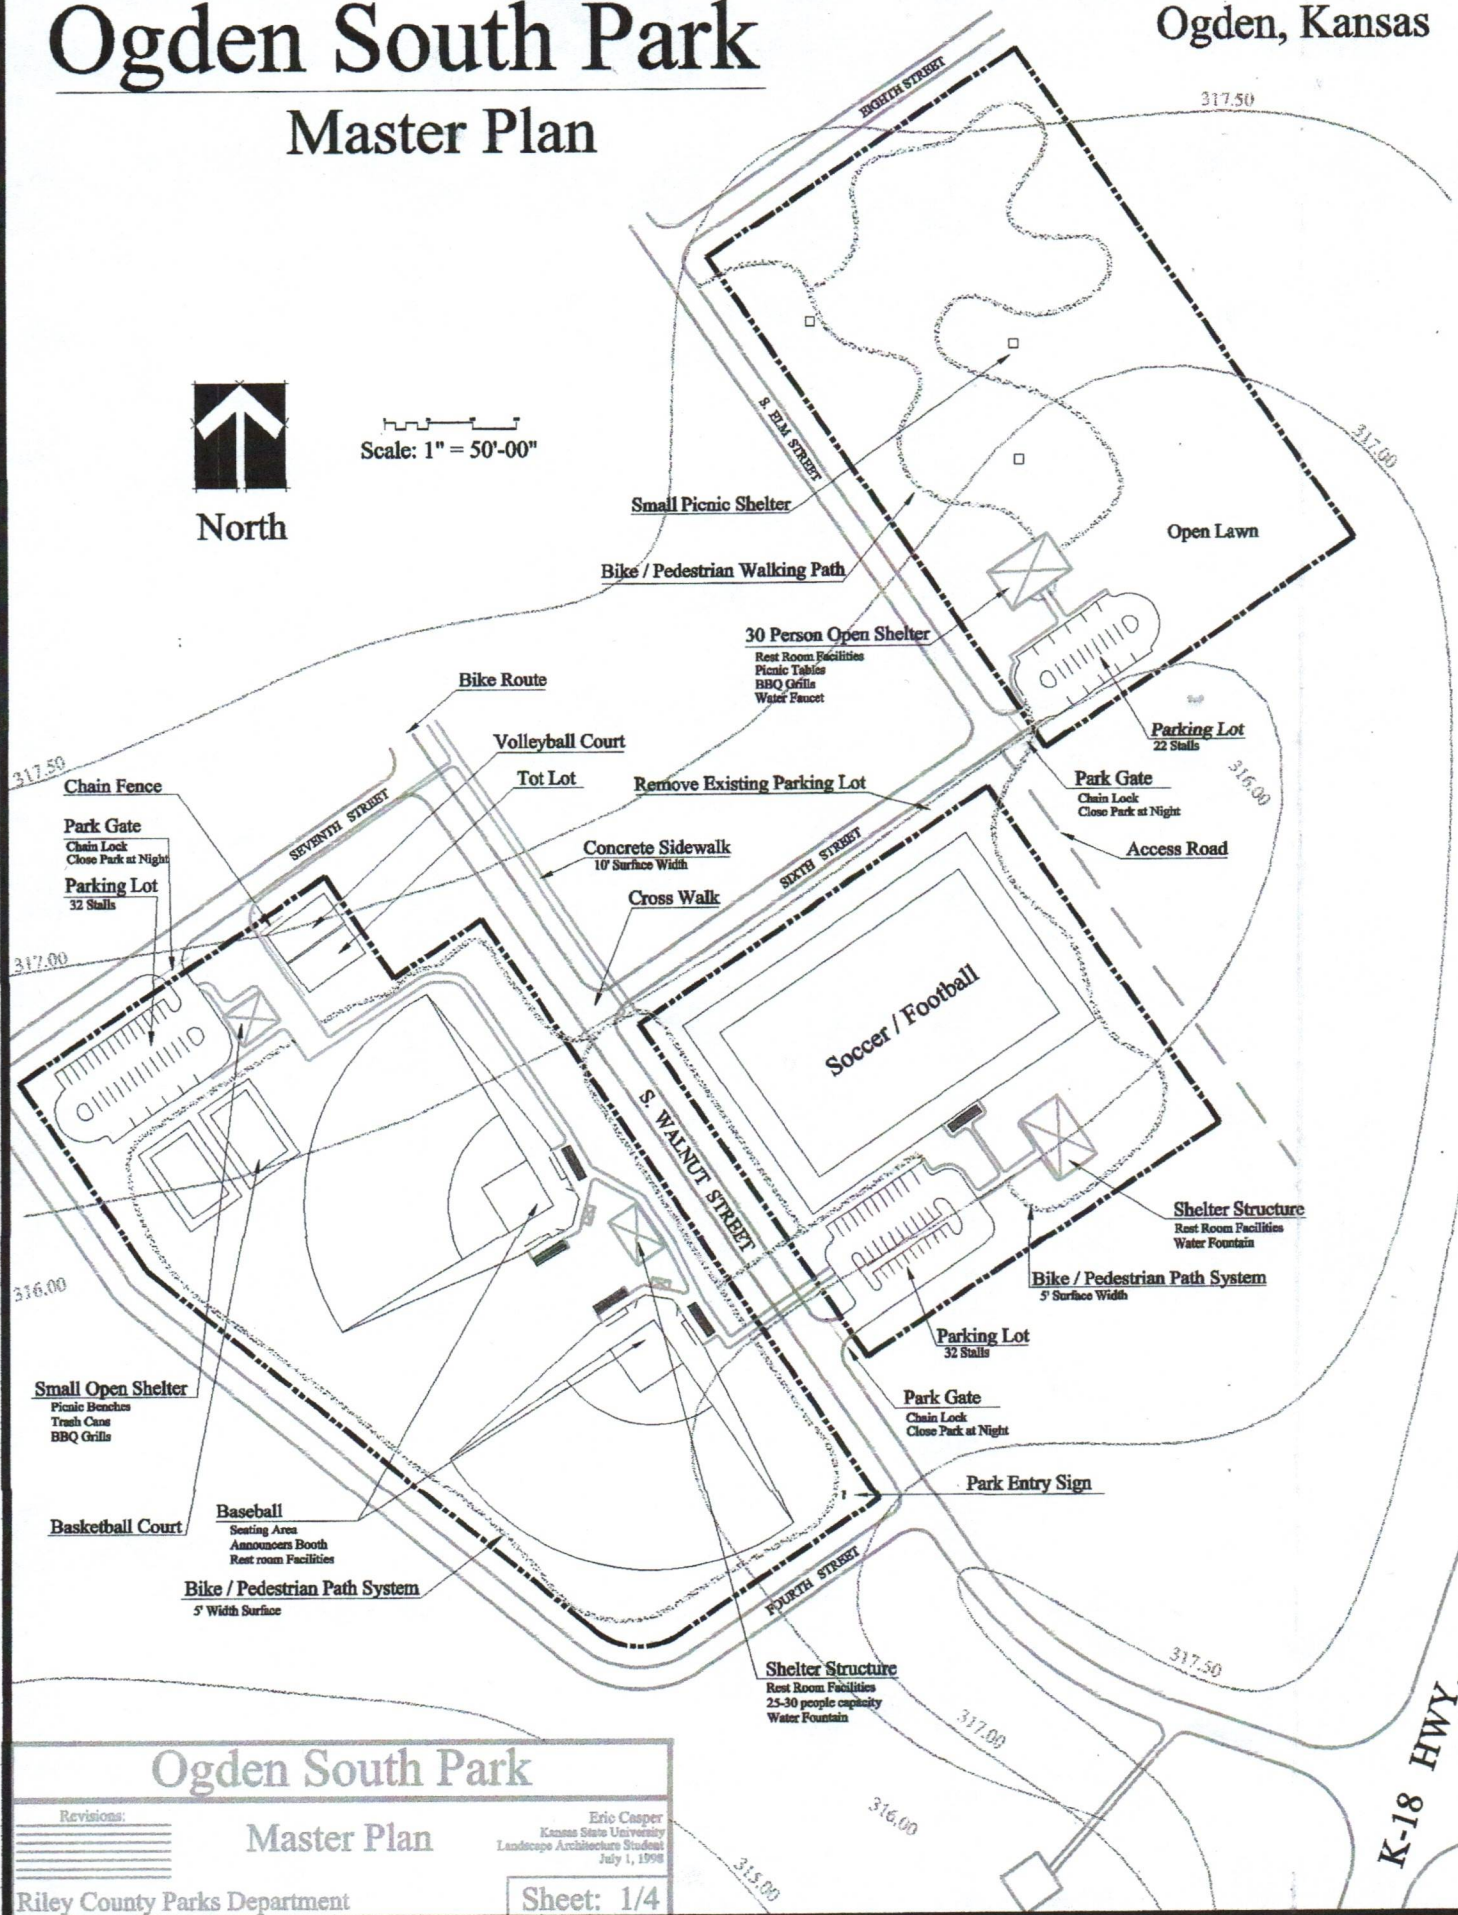 Ogden South Park
Master Plan
Ogden, Kansas
EIGHTH STREET
317.50
S. ELM STREET
317.00
North
Scale: 1" = 50'-00"
Small Picnic Shelter
Open Lawn
Bike / Pedestrian Walking Path
30 Person Open Shelter
Rest Room Facilities
Picnic Tables
BBQ Grills
Water Faucet
Bike Route
Volleyball Court
Tot Lot
Remove Existing Parking Lot
Parking Lot
22 Stalls
Park Gate
Chain Lock
Close Park at Night
316.00
Access Road
317.50
Chain Fence
SEVENTH STREET
Park Gate
Chain Lock
Close Park at Night
Parking Lot
32 Stalls
Concrete Sidewalk
10' Surface Width
SIXTH STREET
Cross Walk
317.00
Soccer / Football
S. WALNUT STREET
Shelter Structure
Rest Room Facilities
Water Fountain
Bike / Pedestrian Path System
5' Surface Width
316.00
Parking Lot
32 Stalls
Small Open Shelter
Picnic Benches
Trash Cans
BBQ Grills
Park Gate
Chain Lock
Close Park at Night
Park Entry Sign
Basketball Court
Baseball
Seating Area
Announcers Booth
Rest room Facilities
Bike / Pedestrian Path System
5' Width Surface
FOURTH STREET
Shelter Structure
Rest Room Facilities
25-30 people capacity
Water Fountain
317.50
317.00
316.00
315.00
K-18 HWY.
Ogden South Park
Revisions:
Master Plan
Eric Casper
Kansas State University
Landscape Architecture Student
July 1, 1998
Riley County Parks Department
Sheet: 1/4